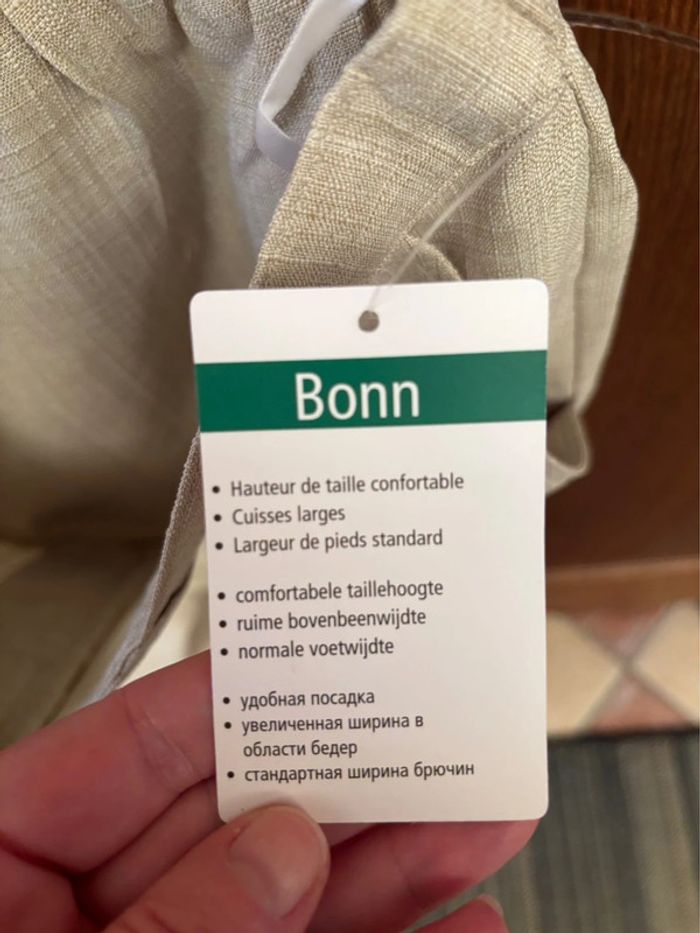 Bonn
• Hauteur de taille confortable
• Cuisses larges
• Largeur de pieds standard
• comfortabele taillehoogte
• ruime bovenbeenwijdte
• normale voetwijdte
• удобная посадка
• увеличенная ширина в
области бедер
• стандартная ширина брючин